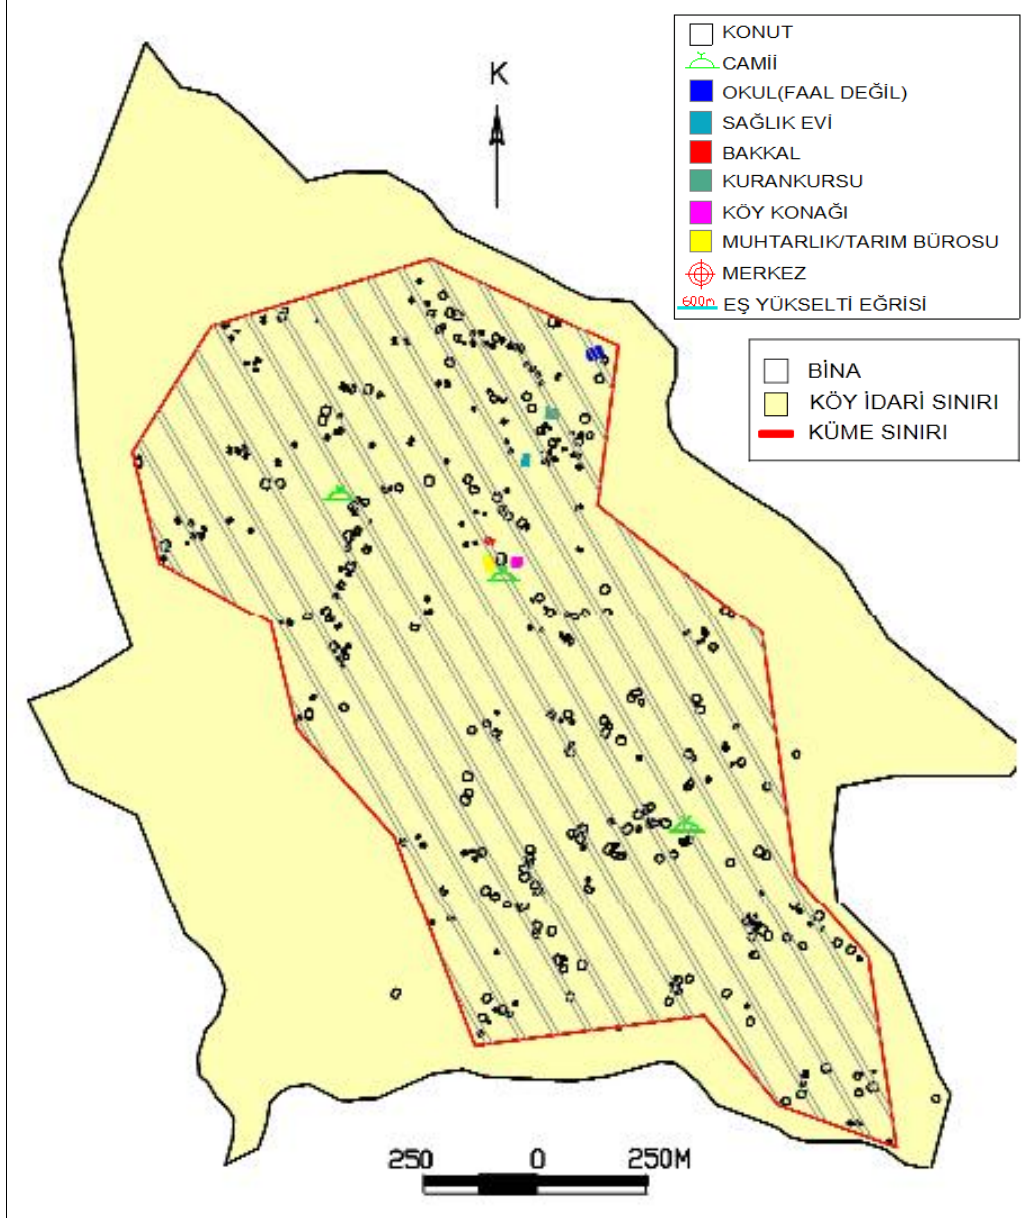 K
KONUT
CAMİİ
OKUL(FAAL DEĞİL)
SAĞLIK EVİ
BAKKAL
KURANKURSU
KÖY KONAĞI
MUHTARLIK/TARIM BÜROSU
MERKEZ
600m EŞ YÜKSELTİ EĞRİSİ
BİNA
KÖY İDARİ SINIRI
KÜME SINIRI
250 0 250M